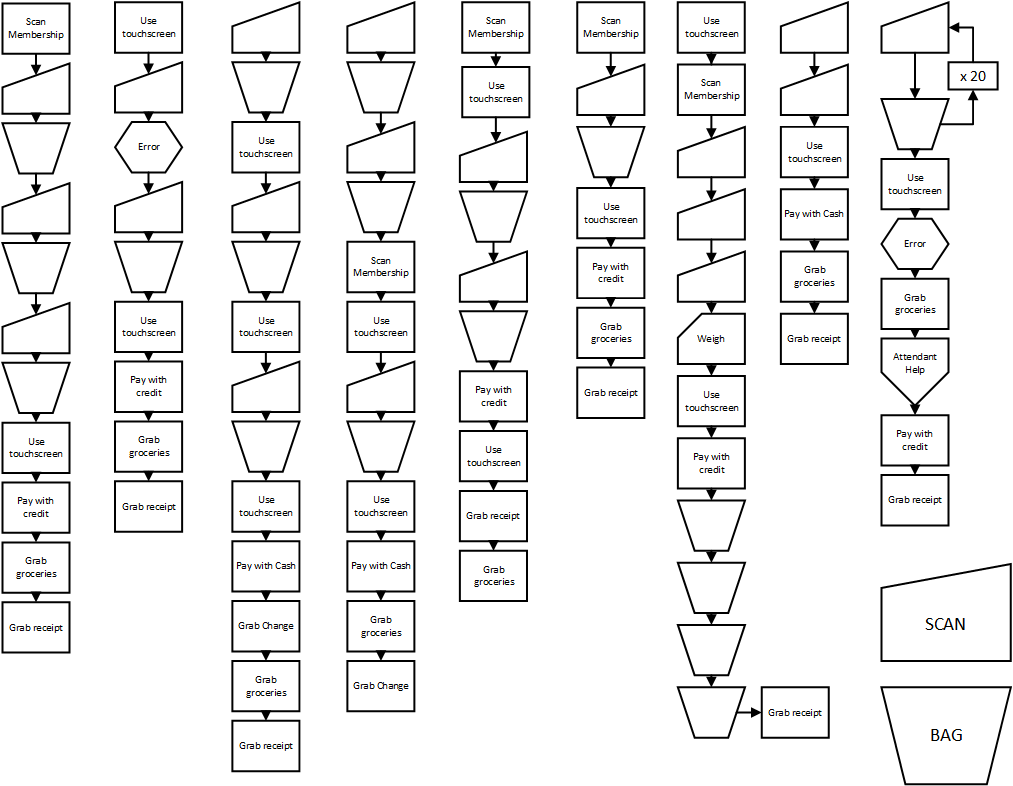 Scan
Membership
Use
touchscreen
Pay with
credit
Grab
groceries
Grab receipt
Use
touchscreen
Error
Use
touchscreen
Pay with
credit
Grab
groceries
Grab receipt
Use
touchscreen
Use
touchscreen
Use
touchscreen
Pay with Cash
Grab Change
Grab
groceries
Grab receipt
Scan
Membership
Use
touchscreen
Use
touchscreen
Pay with Cash
Grab
groceries
Grab Change
Scan
Membership
Use
touchscreen
Pay with
credit
Use
touchscreen
Grab receipt
Grab
groceries
Scan
Membership
Use
touchscreen
Pay with
credit
Grab
groceries
Grab receipt
Use
touchscreen
Scan
Membership
Weigh
Use
touchscreen
Pay with
credit
Grab receipt
Use
touchscreen
Pay with Cash
Grab
groceries
Grab receipt
x 20
Use
touchscreen
Error
Grab
groceries
Attendant
Help
Pay with
credit
Grab receipt
SCAN
BAG